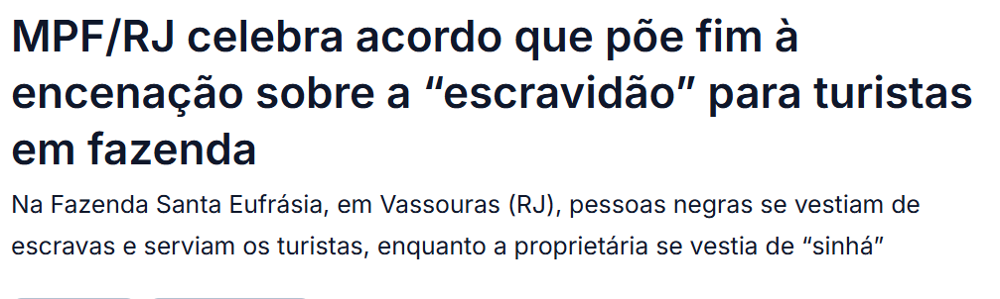 MPF/RJ celebra acordo que põe fim à
encenação sobre a “escravidão” para turistas
em fazenda
Na Fazenda Santa Eufrásia, em Vassouras (RJ), pessoas negras se vestiam de
escravas e serviam os turistas, enquanto a proprietária se vestia de “sinhá”